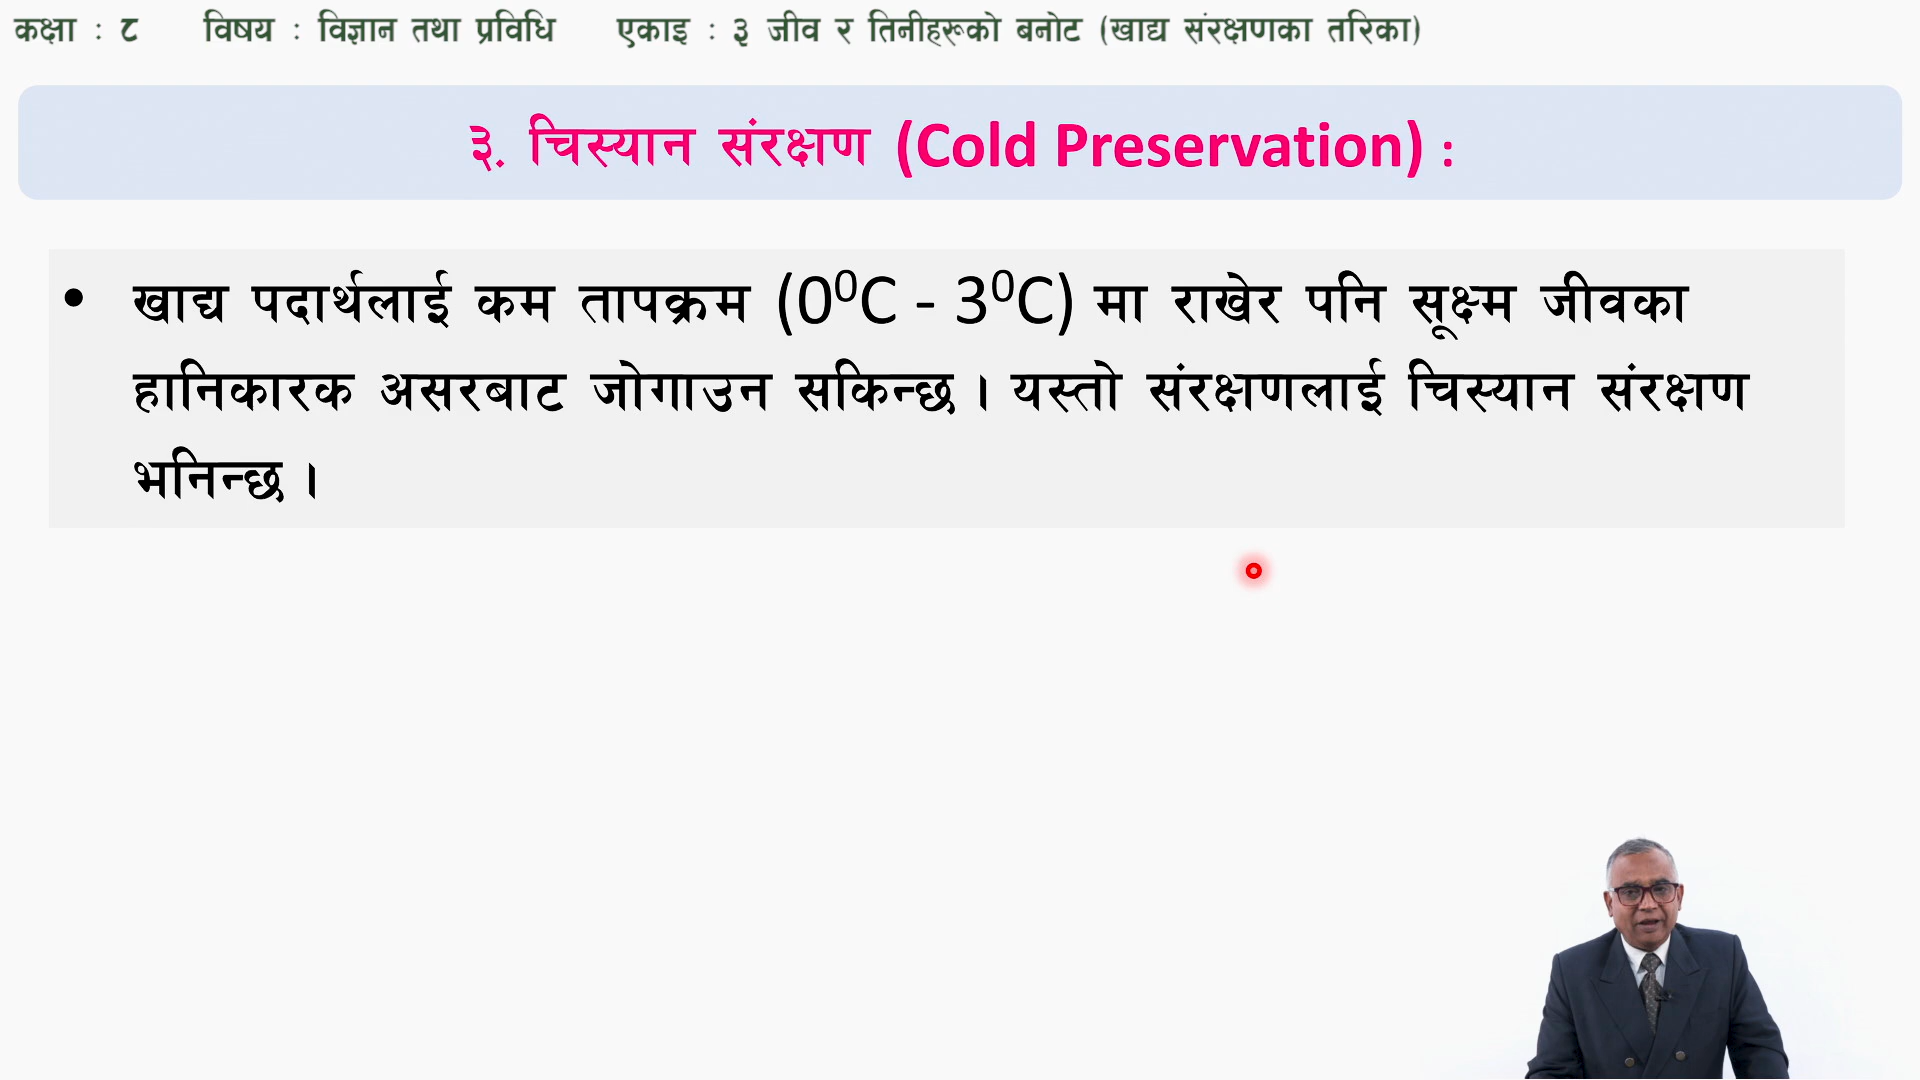 कक्षा : ८ विषय : विज्ञान तथा प्रविधि एकाइ : ३ जीव र तिनीहरूको बनोट (खाद्य संरक्षणका तरिका)
३. चिस्यान संरक्षण (Cold Preservation) :
• खाद्य पदार्थलाई कम तापक्रम (0⁰C - 3⁰C) मा राखेर पनि सूक्ष्म जीवका
हानिकारक असरबाट जोगाउन सकिन्छ । यस्तो संरक्षणलाई चिस्यान संरक्षण
भनिन्छ ।